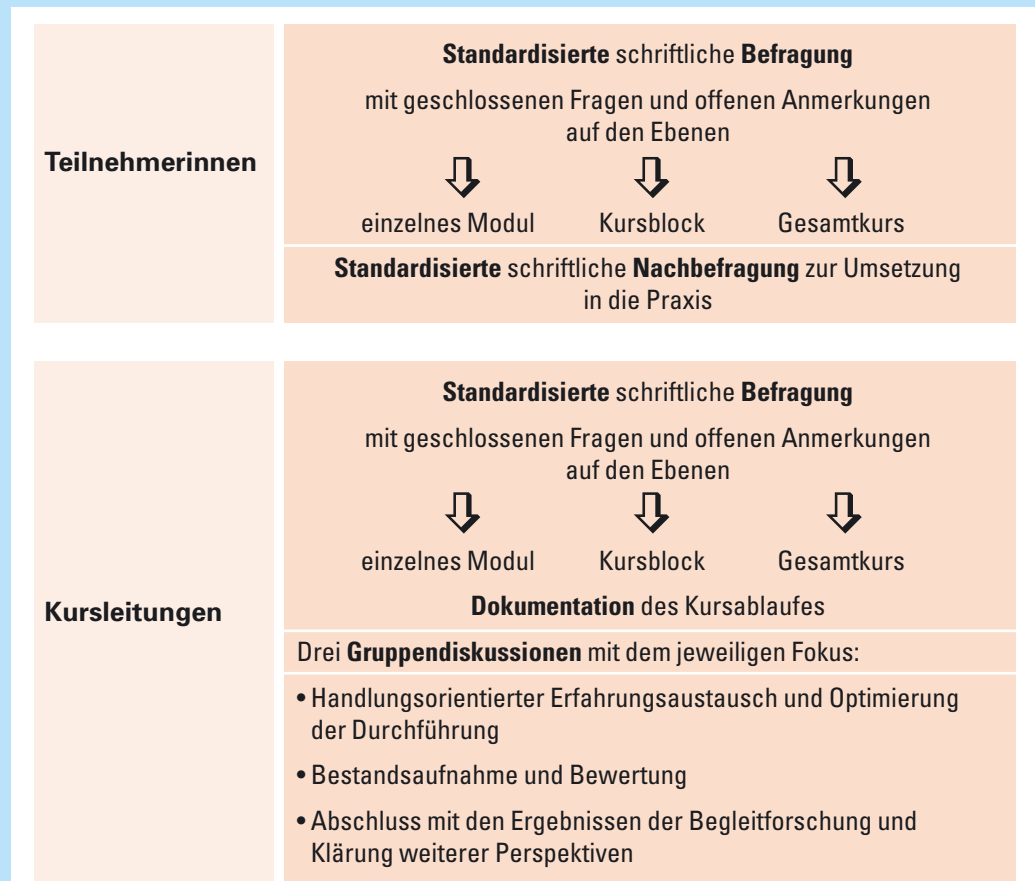 Teilnehmerinnen
Standardisierte schriftliche Befragung
mit geschlossenen Fragen und offenen Anmerkungen
auf den Ebenen
einzelnes Modul Kursblock Gesamtkurs
Standardisierte schriftliche Nachbefragung zur Umsetzung
in die Praxis
Kursleitungen
Standardisierte schriftliche Befragung
mit geschlossenen Fragen und offenen Anmerkungen
auf den Ebenen
einzelnes Modul Kursblock Gesamtkurs
Dokumentation des Kursablaufes
Drei Gruppendiskussionen mit dem jeweiligen Fokus:
• Handlungsorientierter Erfahrungsaustausch und Optimierung
der Durchführung
• Bestandsaufnahme und Bewertung
• Abschluss mit den Ergebnissen der Begleitforschung und
Klärung weiterer Perspektiven